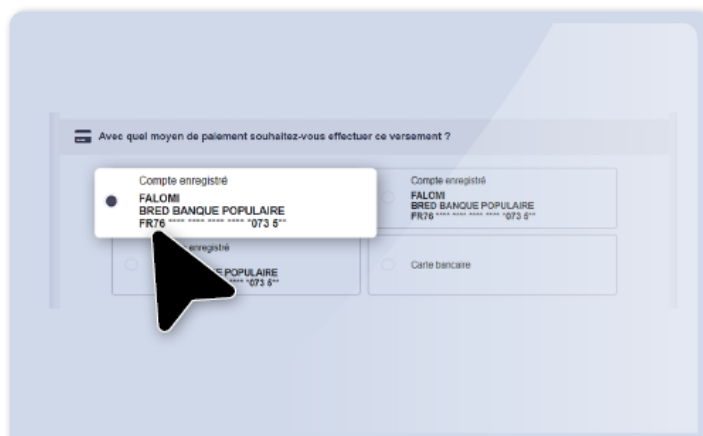 Avec quel moyen de paiement souhaitez-vous effectuer ce versement ?
Compte enregistré
FALOMI
BRED BANQUE POPULAIRE
FR76 **** **** **** **** *073 5**
Compte enregistré
FALOMI
BRED BANQUE POPULAIRE
FR76 **** **** **** **** *073 5**
enregistré
POPULAIRE
**** *073 5**
Carte bancaire